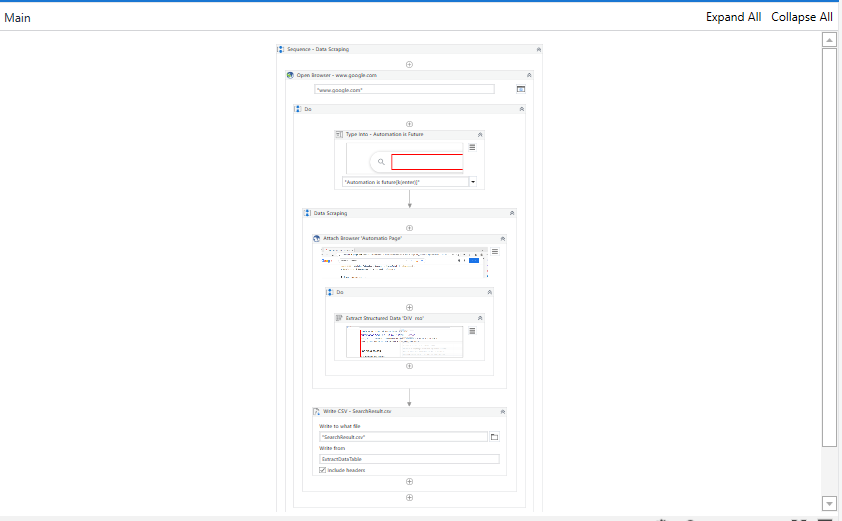 Main
Expand All Collapse All
Sequence - Data Scraping
Open Browser - www.google.com
"www.google.com"
Do
Type Into - Automation is Future
"Automation is future[k(enter)]"
Data Scraping
Attach Browser 'Automatio Page'
Do
Extract Structured Data 'DIV rso'
Write CSV - SearchResult.csv
Write to what file
"SearchResult.csv"
Write from
ExtractDataTable
Include headers